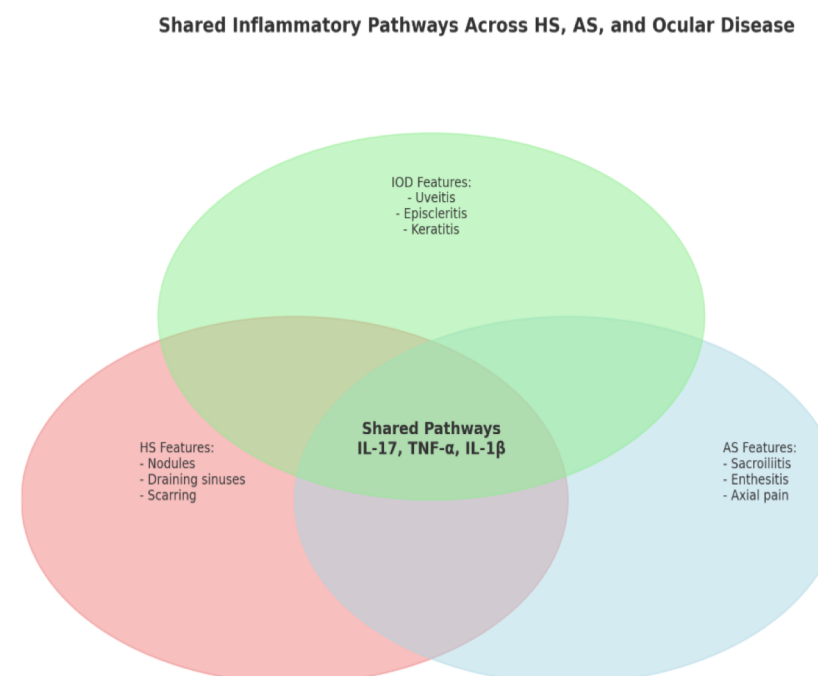 Shared Inflammatory Pathways Across HS, AS, and Ocular Disease
IOD Features:
- Uveitis
- Episcleritis
- Keratitis
Shared Pathways
IL-17, TNF-α, IL-1β
HS Features:
- Nodules
- Draining sinuses
- Scarring
AS Features:
- Sacroiliitis
- Enthesitis
- Axial pain